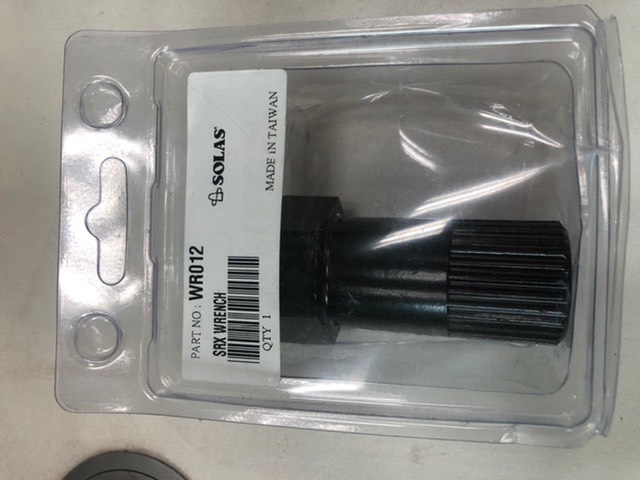 SOLAS
MADE IN TAIWAN
PART NO : WR012
SRX WRENCH
QTY 1